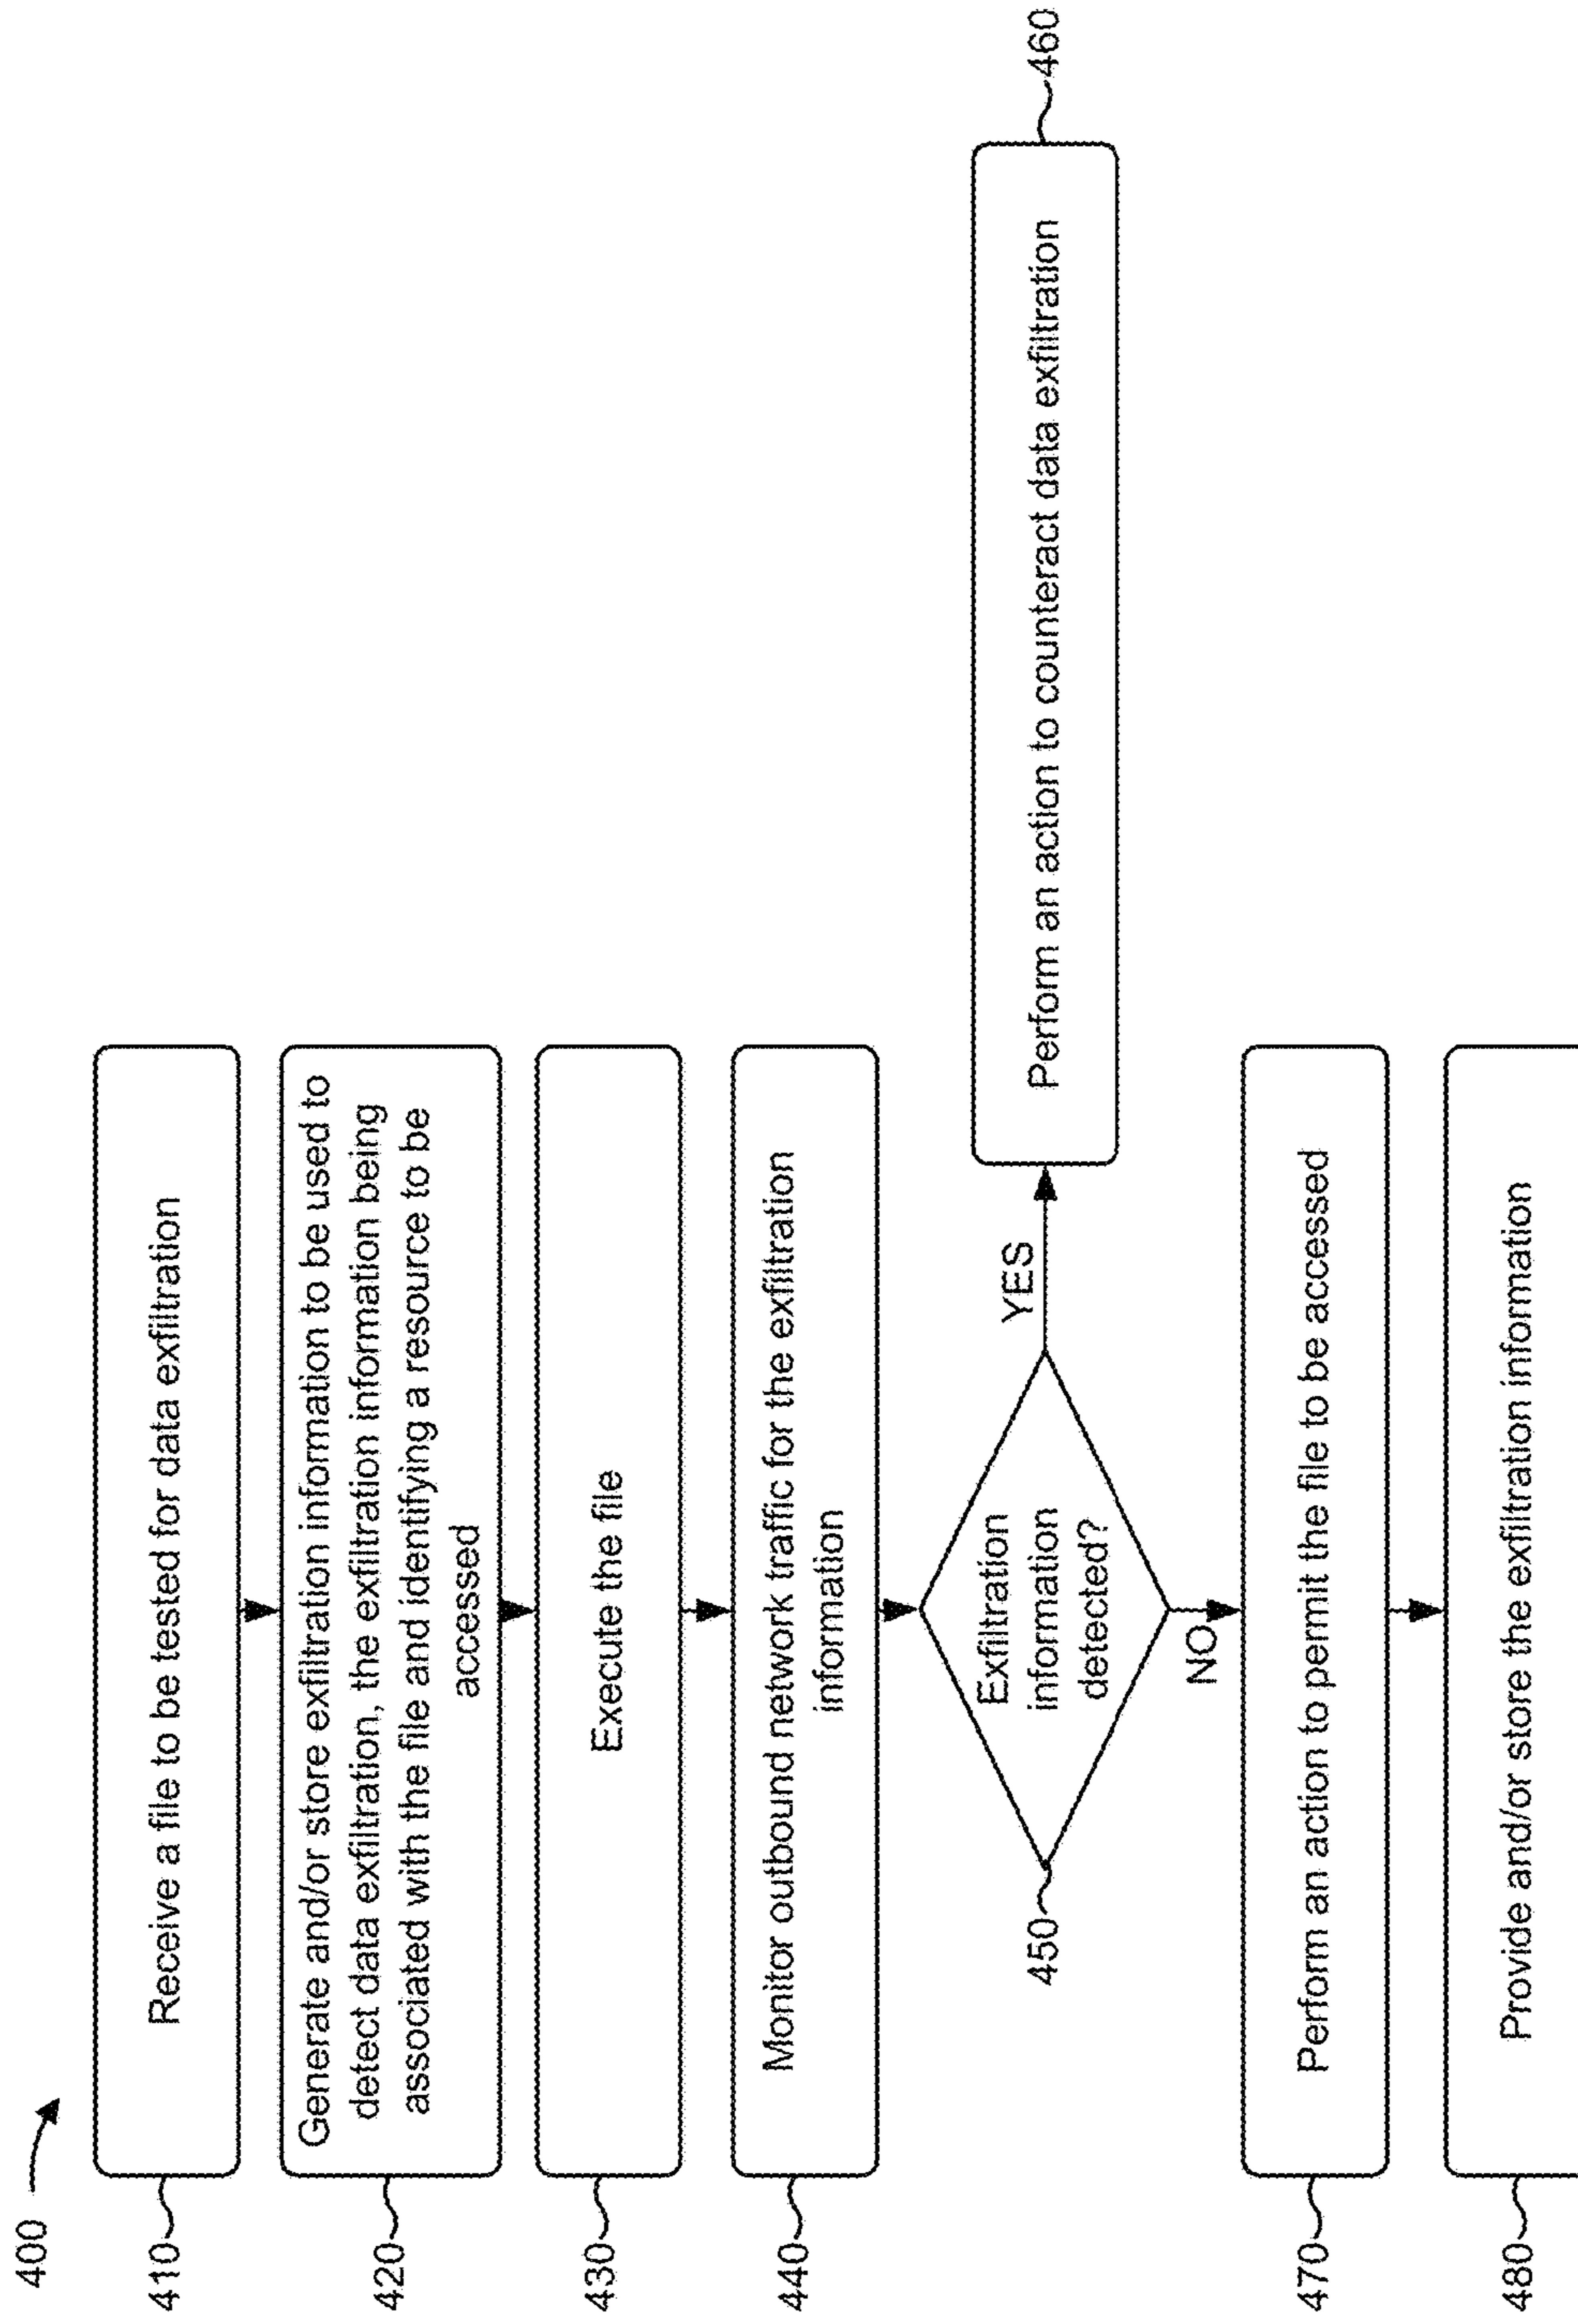 400
410
Receive a file to be tested for data exfiltration
420
Generate and/or store exfiltration information to be used to
detect data exfiltration, the exfiltration information being
associated with the file and identifying a resource to be
accessed
430
Execute the file
440
Monitor outbound network traffic for the exfiltration
information
450
Exfiltration
information
detected?
YES
460
Perform an action to counteract data exfiltration
NO
470
Perform an action to permit the file to be accessed
480
Provide and/or store the exfiltration information